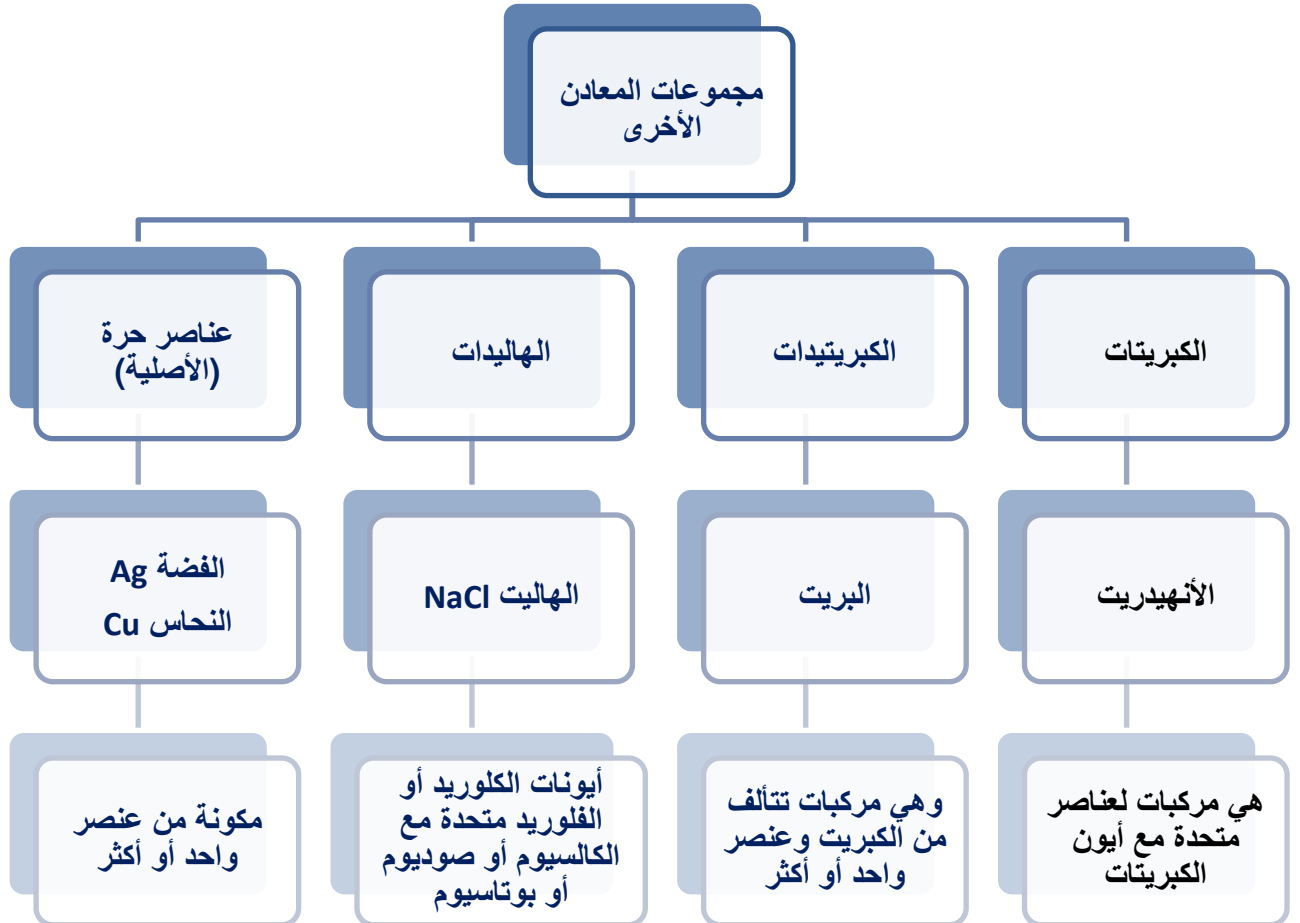 مجموعات المعادن
الأخرى
الكبريتات
الكبريتيدات
الهاليدات
عناصر حرة
(الأصلية)
الأنهيدريت
البريت
الهاليت NaCl
الفضة Ag
النحاس Cu
هي مركبات لعناصر
متحدة مع أيون
الكبريتات
وهي مركبات تتألف
من الكبريت وعنصر
واحد أو أكثر
أيونات الكلوريد أو
الفلوريد متحدة مع
الكالسيوم أو صوديوم
أو بوتاسيوم
مكونة من عنصر
واحد أو أكثر